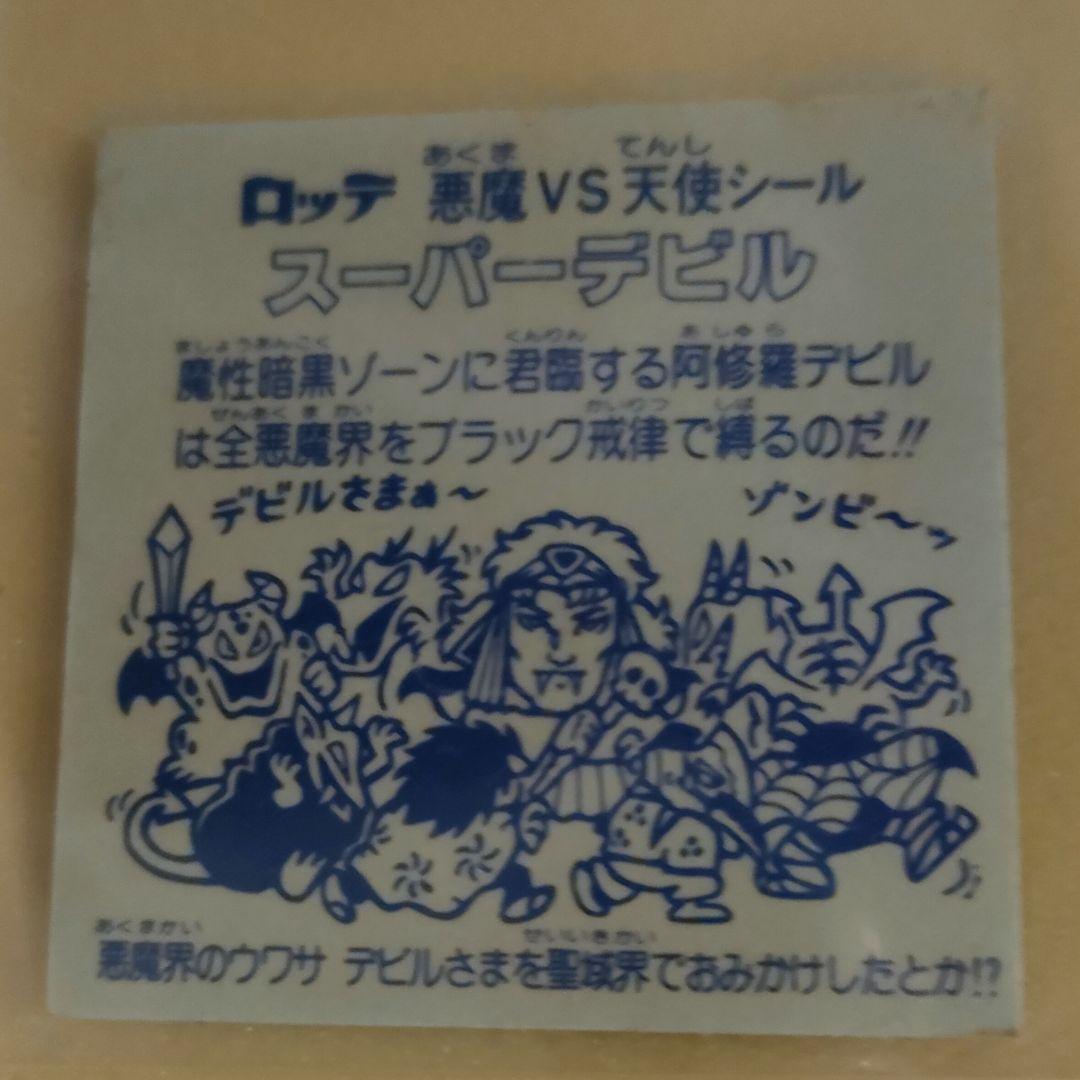 あくま てんし
ロッテ 悪魔VS天使シール
スーパーデビル
ましょうあんこく くんりん あしゅら
魔性暗黒ゾーンに君臨する阿修羅デビル
ぜんあくまかい かいりつ しば
は全悪魔界をブラック戒律で縛るのだ!!
デビルさまぁ〜 ゾンビ〜ッ
あくまかい せいいきかい
悪魔界のウワサ デビルさまを聖域界でおみかけしたとか!?